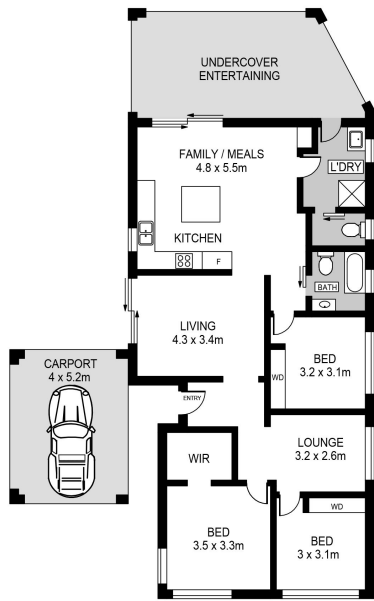 UNDERCOVER
ENTERTAINING
FAMILY / MEALS
4.8 x 5.5m
L'DRY
KITCHEN
F
BATH
LIVING
4.3 x 3.4m
BED
3.2 x 3.1m
WD
CARPORT
4 x 5.2m
ENTRY
LOUNGE
3.2 x 2.6m
WIR
WD
BED
3.5 x 3.3m
BED
3 x 3.1m